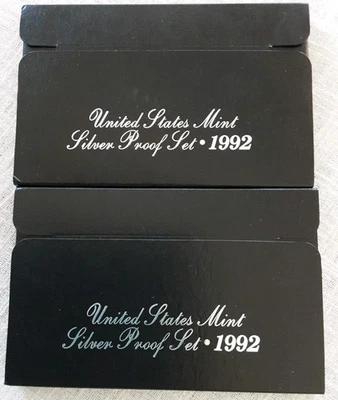 United States Mint
Silver Proof Set • 1992
United States Mint
Silver Proof Set • 1992